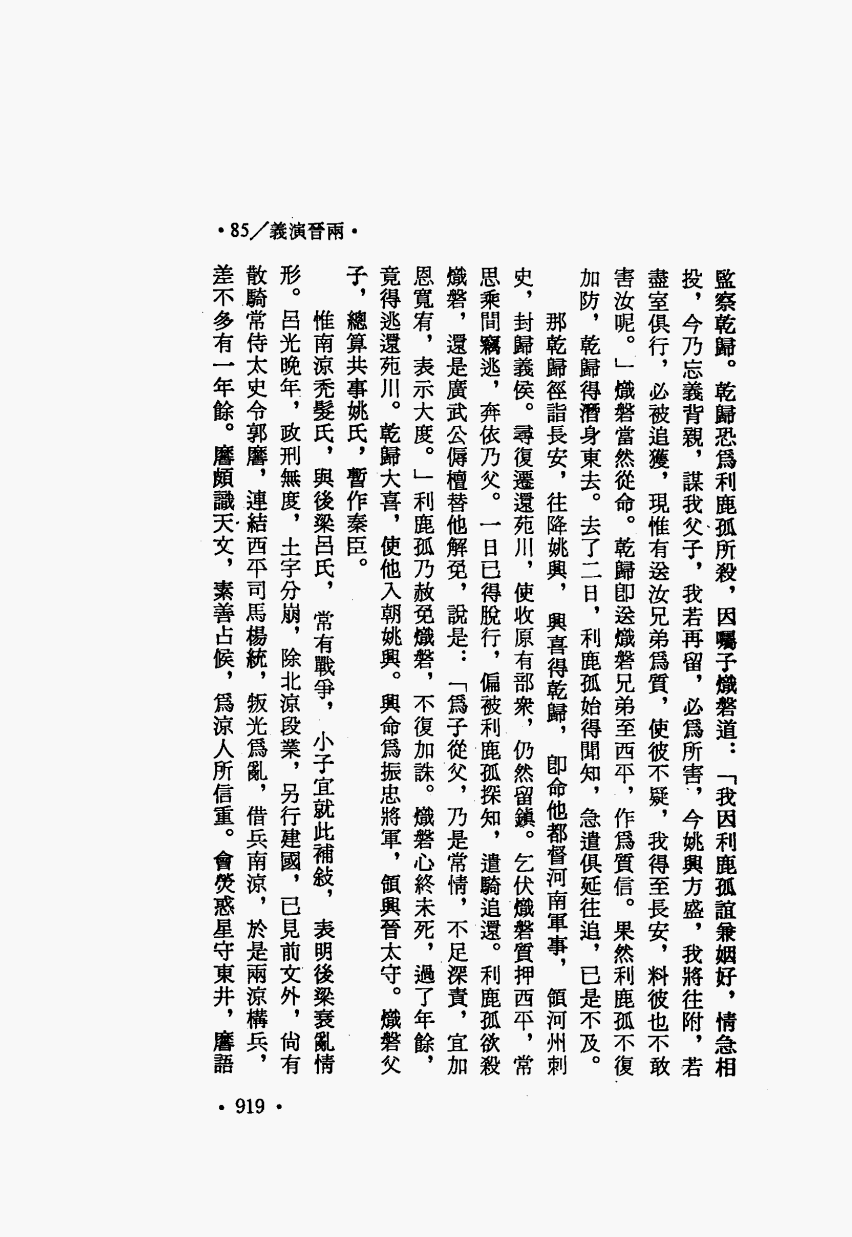 ·85／義演晉兩·
監察乾歸。乾歸恐爲利鹿孤所殺，因囑子熾磐道：「我因利鹿孤誼兼姻好，情急相
投，今乃忘義背親，謀我父子，我若再留，必爲所害，今姚興方盛，我將往附，若
盡室俱行，必被追獲，現惟有送汝兄弟爲質，使彼不疑，我得至長安，料彼也不敢
害汝呢。」熾磐當然從命。乾歸卽送熾磐兄弟至西平，作爲質信。果然利鹿孤不復
加防，乾歸得潛身東去。去了二日，利鹿孤始得聞知，急遣俱延往追，已是不及。
那乾歸徑詣長安，往降姚興，興喜得乾歸，卽命他都督河南軍事，領河州刺
史，封歸義侯。尋復遷還苑川，使收原有部衆，仍然留鎭。乞伏熾磐質押西平，常
思乘間竊逃，奔依乃父。一日已得脫行，偏被利鹿孤探知，遣騎追還。利鹿孤欲殺
熾磐，還是廣武公傉檀替他解免，說是：「爲子從父，乃是常情，不足深責，宜加
恩寬宥，表示大度。」利鹿孤乃赦免熾磐，不復加誅。熾磐心終未死，過了年餘，
竟得逃還苑川。乾歸大喜，使他入朝姚興。興命爲振忠將軍，領興晉太守。熾磐父
子，總算共事姚氏，暫作秦臣。
惟南涼禿髮氏，與後梁呂氏，常有戰爭，小子宜就此補敍，表明後梁衰亂情
形。呂光晚年，政刑無度，土宇分崩，除北涼段業，另行建國，已見前文外，尙有
散騎常侍太史令郭黁，連結西平司馬楊統，叛光爲亂，借兵南涼，於是兩涼構兵，
差不多有一年餘。黁頗識天文，素善占候，爲涼人所信重。會熒惑星守東井，黁語
·919·